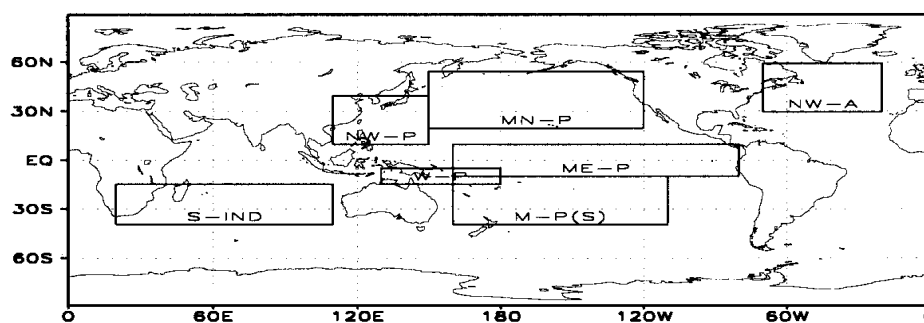 60N
30N
EQ
30S
60S
NW-A
MN-P
NW-P
ME-P
W-P
S-IND
M-P(S)
0
60E
120E
180
120W
60W